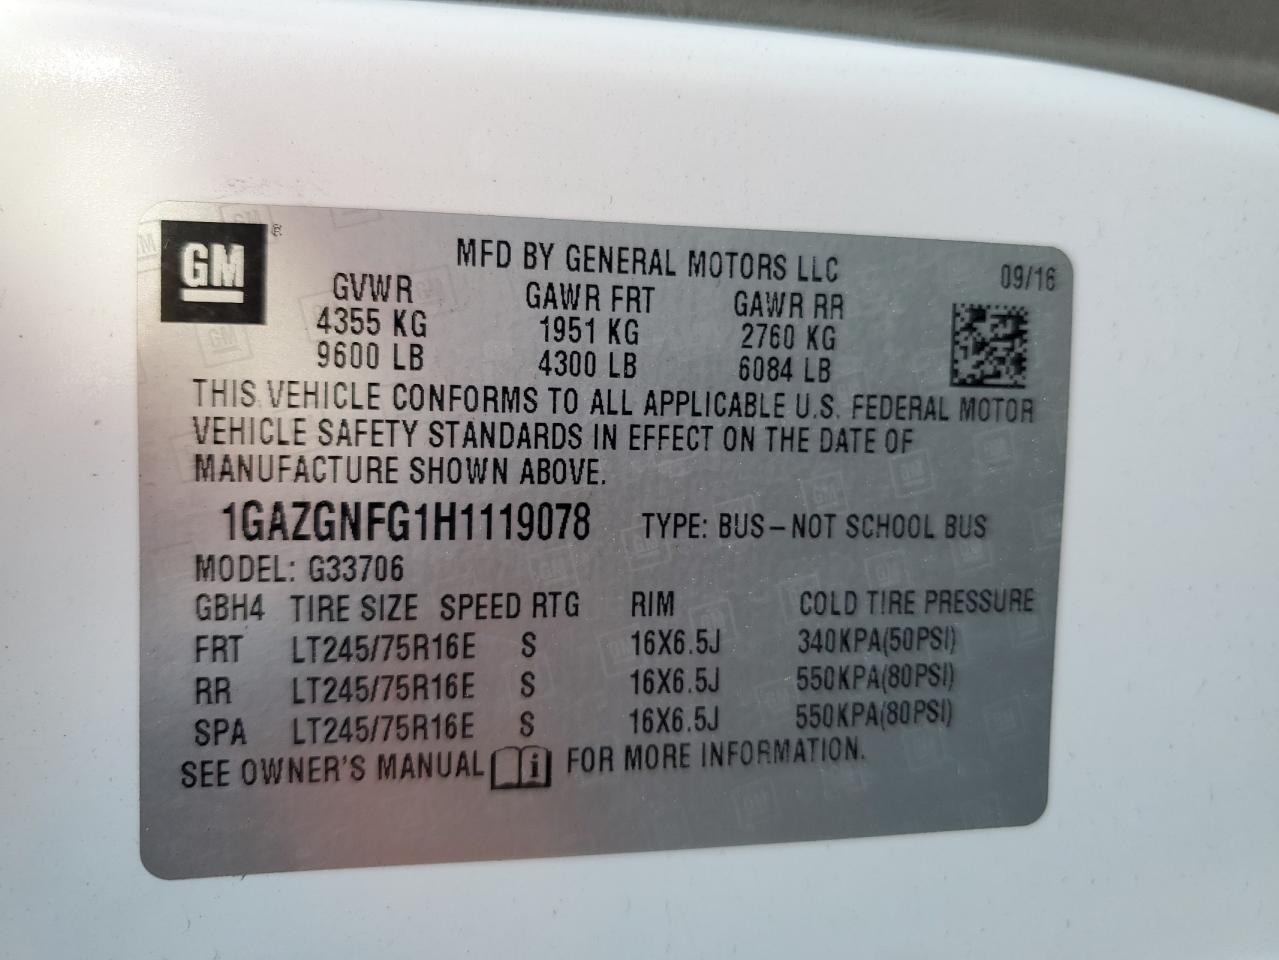 GM
MFD BY GENERAL MOTORS LLC 09/16
GVWR GAWR FRT GAWR RR
4355 KG 1951 KG 2760 KG
9600 LB 4300 LB 6084 LB
THIS VEHICLE CONFORMS TO ALL APPLICABLE U.S. FEDERAL MOTOR
VEHICLE SAFETY STANDARDS IN EFFECT ON THE DATE OF
MANUFACTURE SHOWN ABOVE.
1GAZGNFG1H1119078 TYPE: BUS-NOT SCHOOL BUS
MODEL: G33706
GBH4 TIRE SIZE SPEED RTG RIM COLD TIRE PRESSURE
FRT LT245/75R16E S 16X6.5J 340KPA(50PSI)
RR LT245/75R16E S 16X6.5J 550KPA(80PSI)
SPA LT245/75R16E S 16X6.5J 550KPA(80PSI)
SEE OWNER'S MANUAL i FOR MORE INFORMATION.